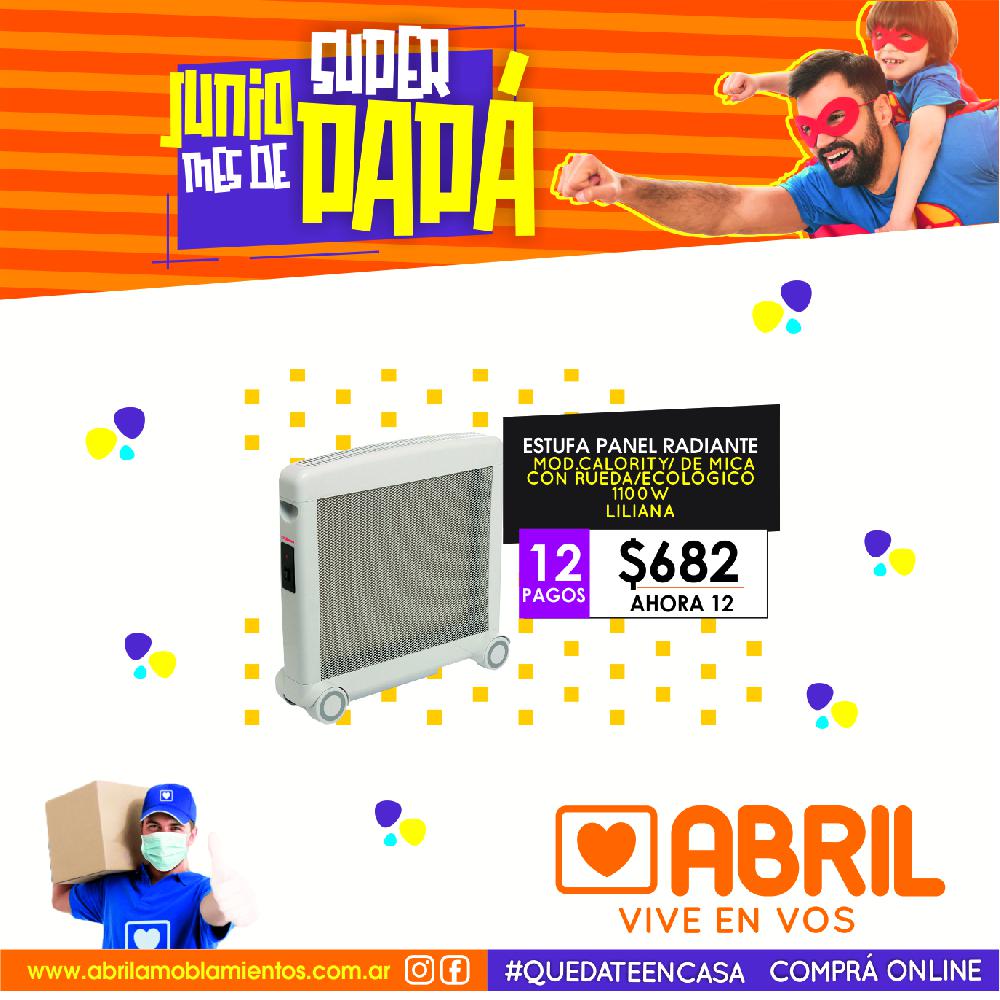 JUNIO
MES DE
SUPER
PAPÁ
ESTUFA PANEL RADIANTE
MOD.CALORITY/ DE MICA
CON RUEDA/ECOLOGICO
1100W
LILIANA
12
PAGOS
$682
AHORA 12
ABRIL
VIVE EN VOS
www.abrilamoblamientos.com.ar
#QUEDATEENCASA COMPRÁ ONLINE